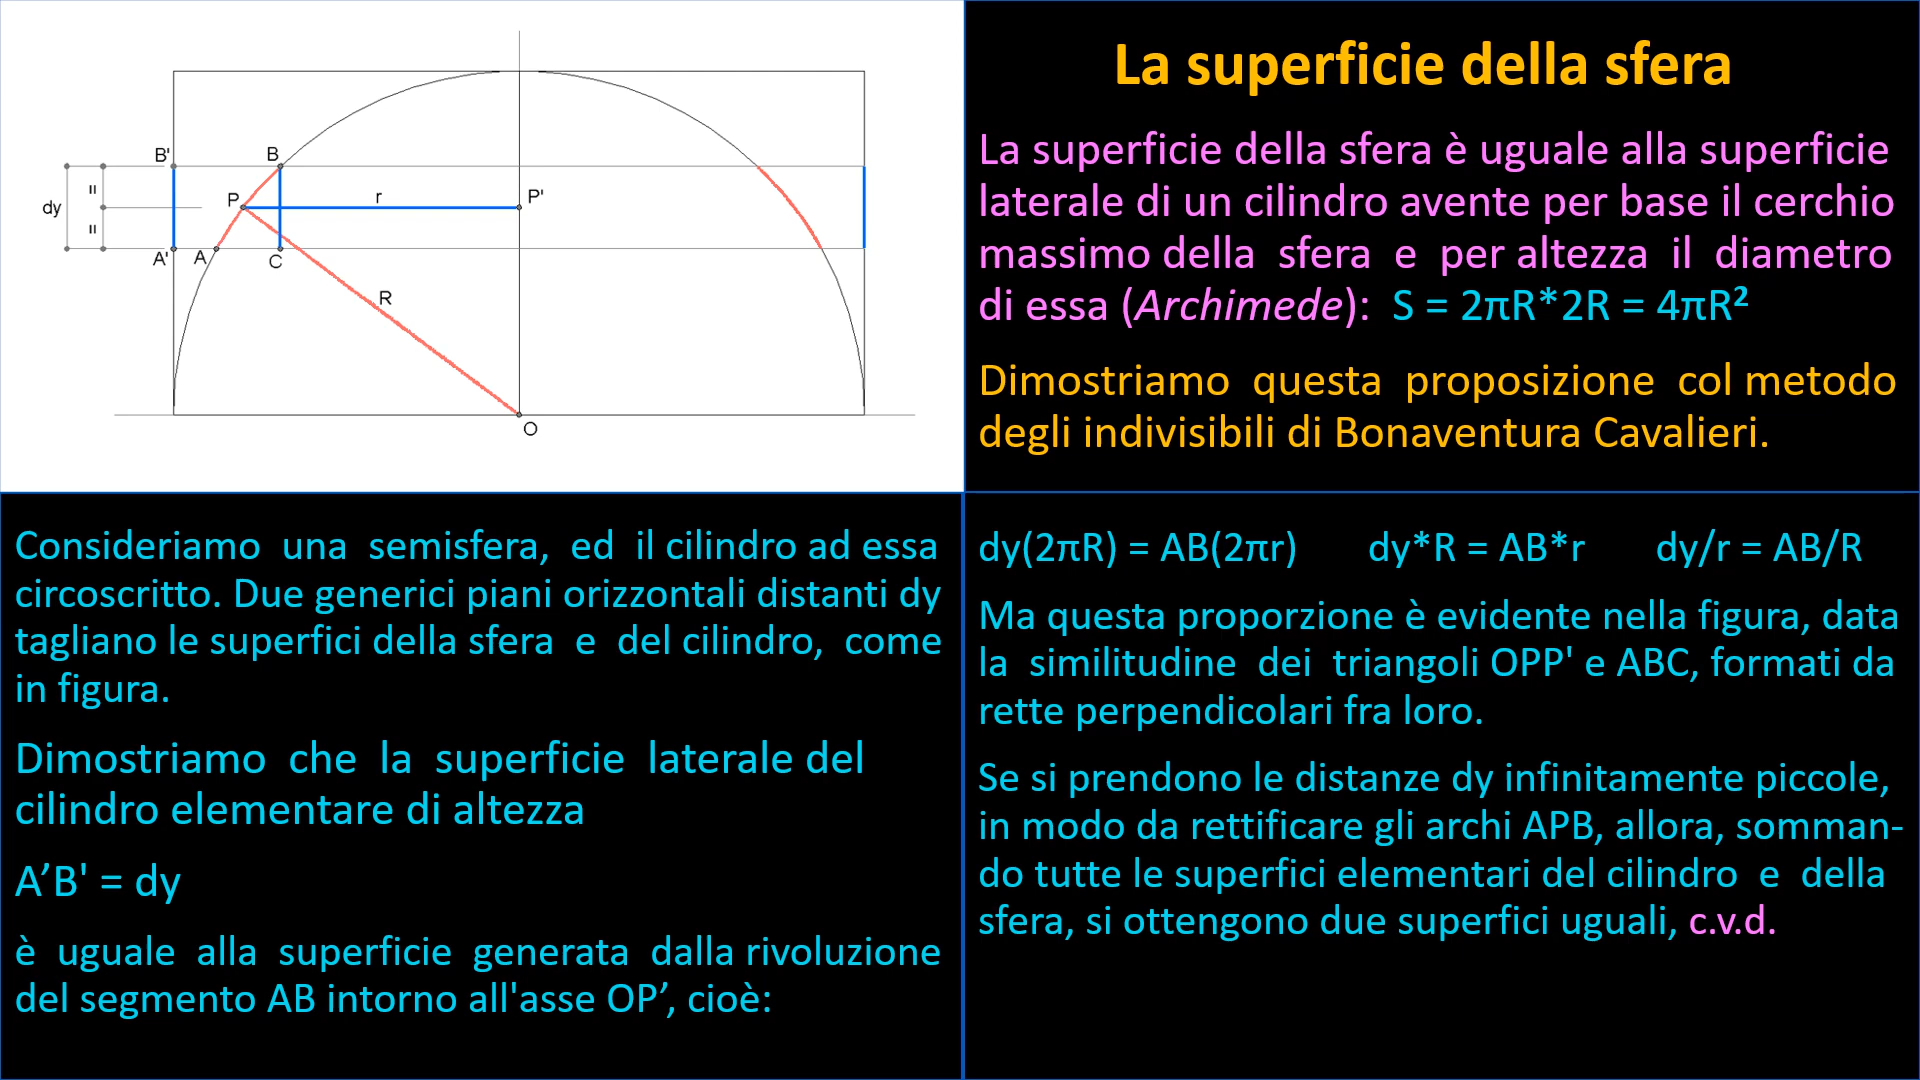 B'
B
P
r
P'
dy
=
=
A'
A
C
R
O
La superficie della sfera
La superficie della sfera è uguale alla superficie
laterale di un cilindro avente per base il cerchio
massimo della sfera e per altezza il diametro
di essa (Archimede): S = 2πR*2R = 4πR²
Dimostriamo questa proposizione col metodo
degli indivisibili di Bonaventura Cavalieri.
Consideriamo una semisfera, ed il cilindro ad essa
circoscritto. Due generici piani orizzontali distanti dy
tagliano le superfici della sfera e del cilindro, come
in figura.
Dimostriamo che la superficie laterale del
cilindro elementare di altezza
A’B' = dy
è uguale alla superficie generata dalla rivoluzione
del segmento AB intorno all'asse OP’, cioè:
dy(2πR) = AB(2πr) dy*R = AB*r dy/r = AB/R
Ma questa proporzione è evidente nella figura, data
la similitudine dei triangoli OPP' e ABC, formati da
rette perpendicolari fra loro.
Se si prendono le distanze dy infinitamente piccole,
in modo da rettificare gli archi APB, allora, somman-
do tutte le superfici elementari del cilindro e della
sfera, si ottengono due superfici uguali, c.v.d.